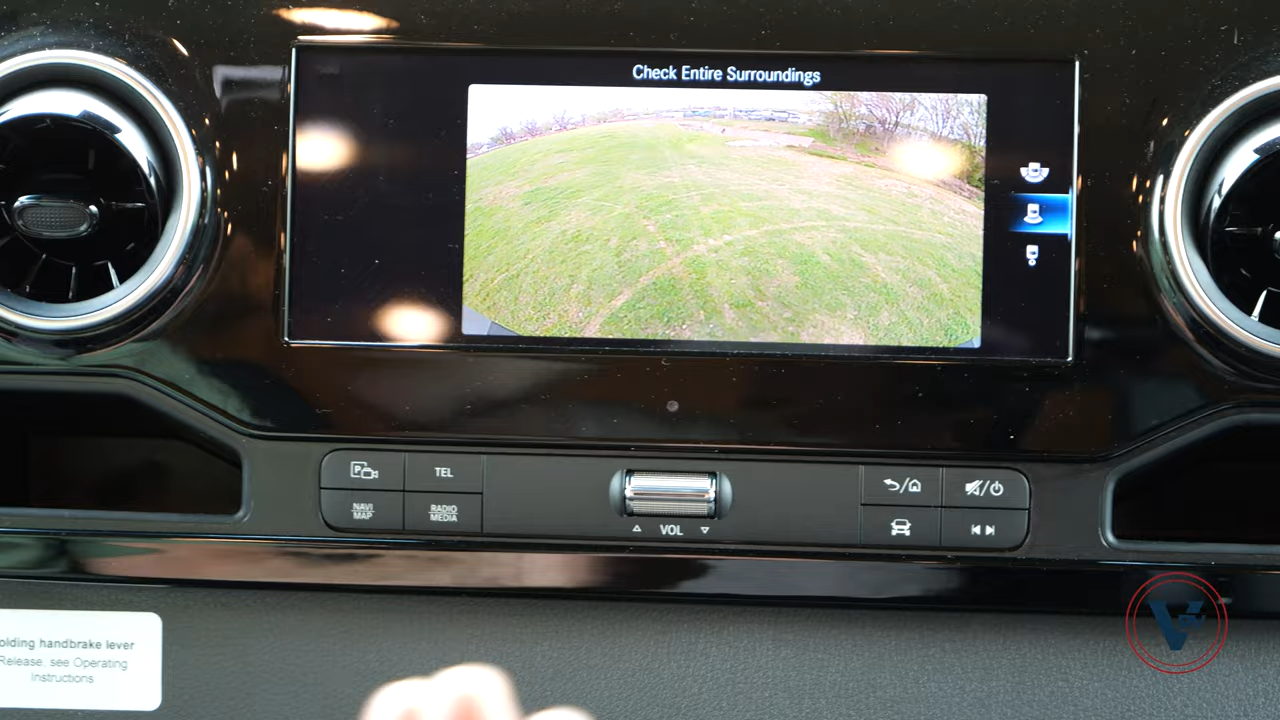 Check Entire Surroundings
P
TEL
NAVI
MAP
RADIO
MEDIA
VOL
olding handbrake lever
Release, see Operating
Instructions